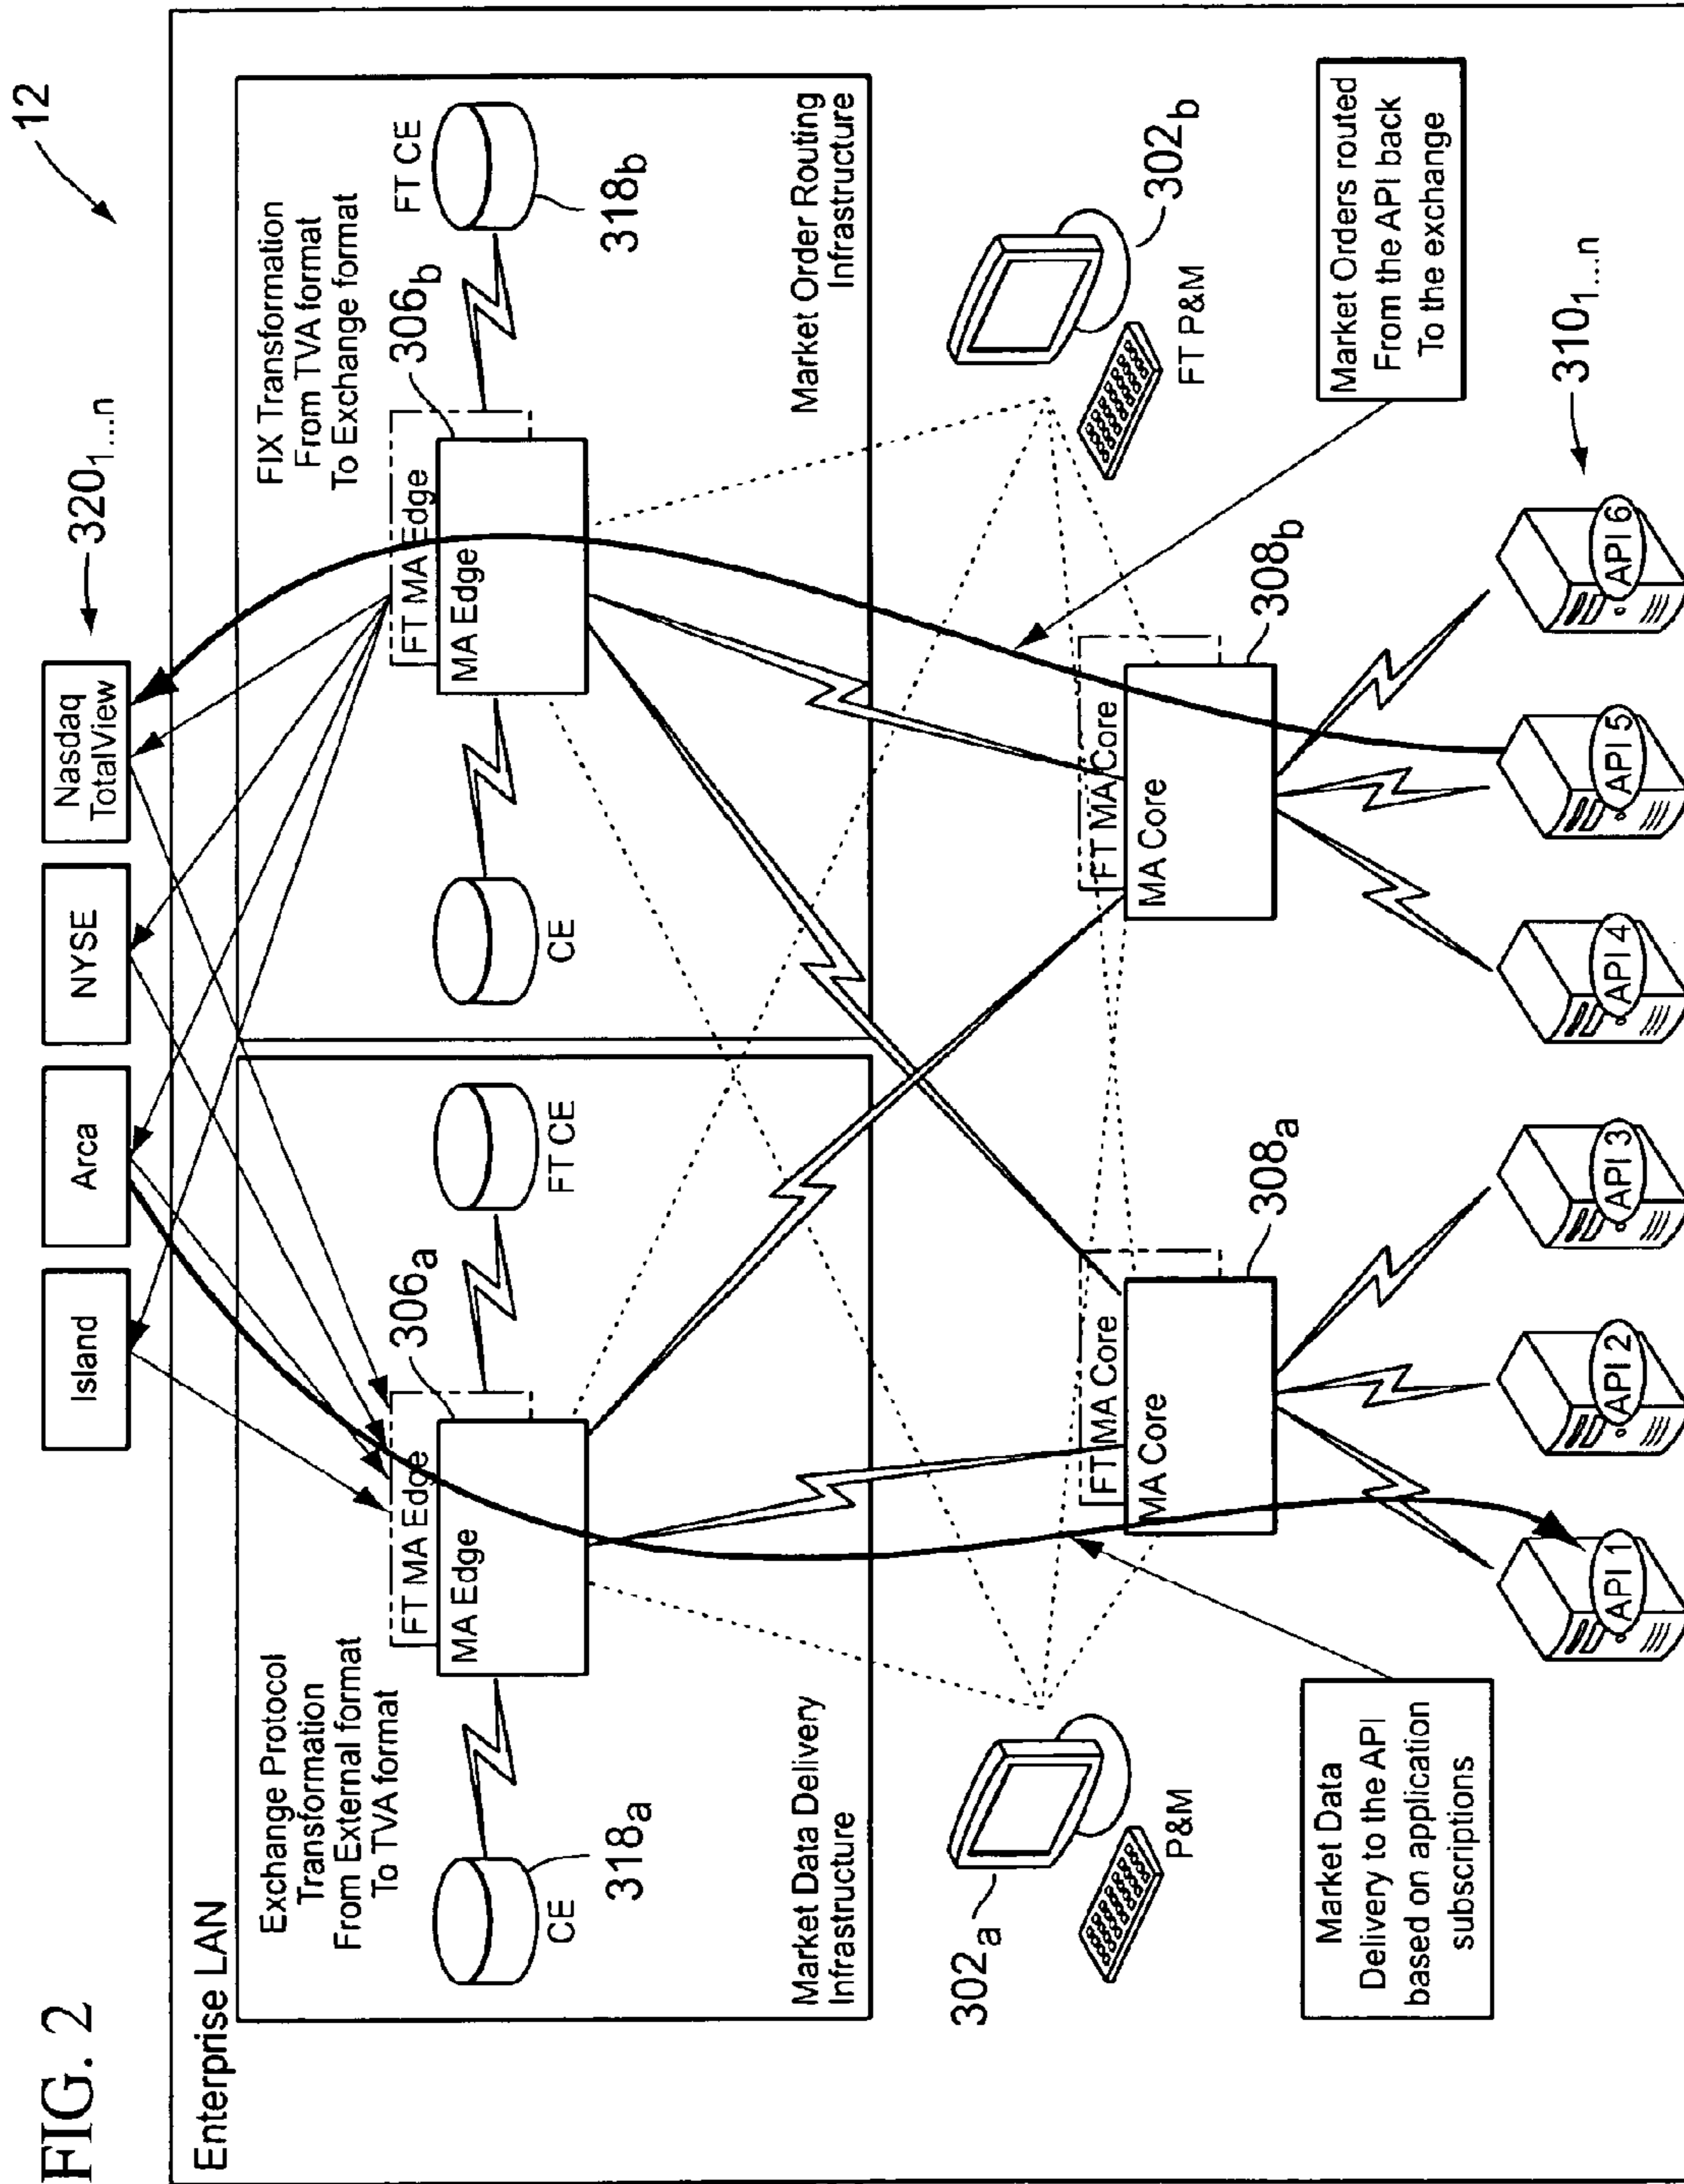 FIG. 2
12
320₁...n
Island
Arca
NYSE
Nasdaq
TotalView
Enterprise LAN
Exchange Protocol
Transformation
From External format
To TVA format
FT MA Edge
MA Edge
306a
CE
318a
FT CE
Market Data Delivery
Infrastructure
FIX Transformation
From TVA format
To Exchange format
FT MA Edge
MA Edge
306b
CE
FT CE
318b
Market Order Routing
Infrastructure
302a
P&M
FT MA Core
MA Core
308a
FT MA Core
MA Core
308b
302b
FT P&M
Market Data
Delivery to the API
based on application
subscriptions
Market Orders routed
From the API back
To the exchange
310₁...n
API 1
API 2
API 3
API 4
API 5
API 6